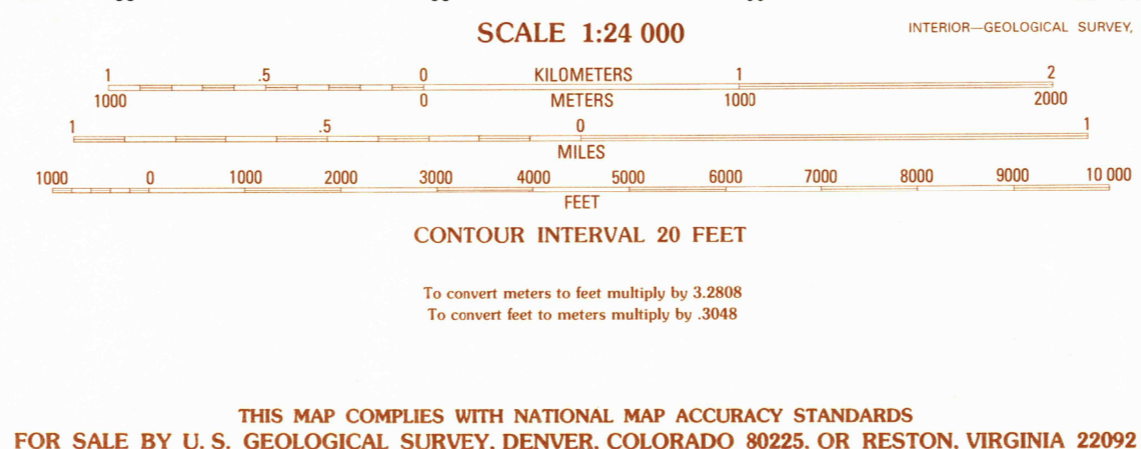 SCALE 1:24 000
INTERIOR—GEOLOGICAL SURVEY,
1 .5 0 KILOMETERS 1 2
1000 0 METERS 1000 2000
1 .5 0 1
MILES
1000 0 1000 2000 3000 4000 5000 6000 7000 8000 9000 10 000
FEET
CONTOUR INTERVAL 20 FEET
To convert meters to feet multiply by 3.2808
To convert feet to meters multiply by .3048
THIS MAP COMPLIES WITH NATIONAL MAP ACCURACY STANDARDS
FOR SALE BY U. S. GEOLOGICAL SURVEY, DENVER, COLORADO 80225, OR RESTON, VIRGINIA 22092